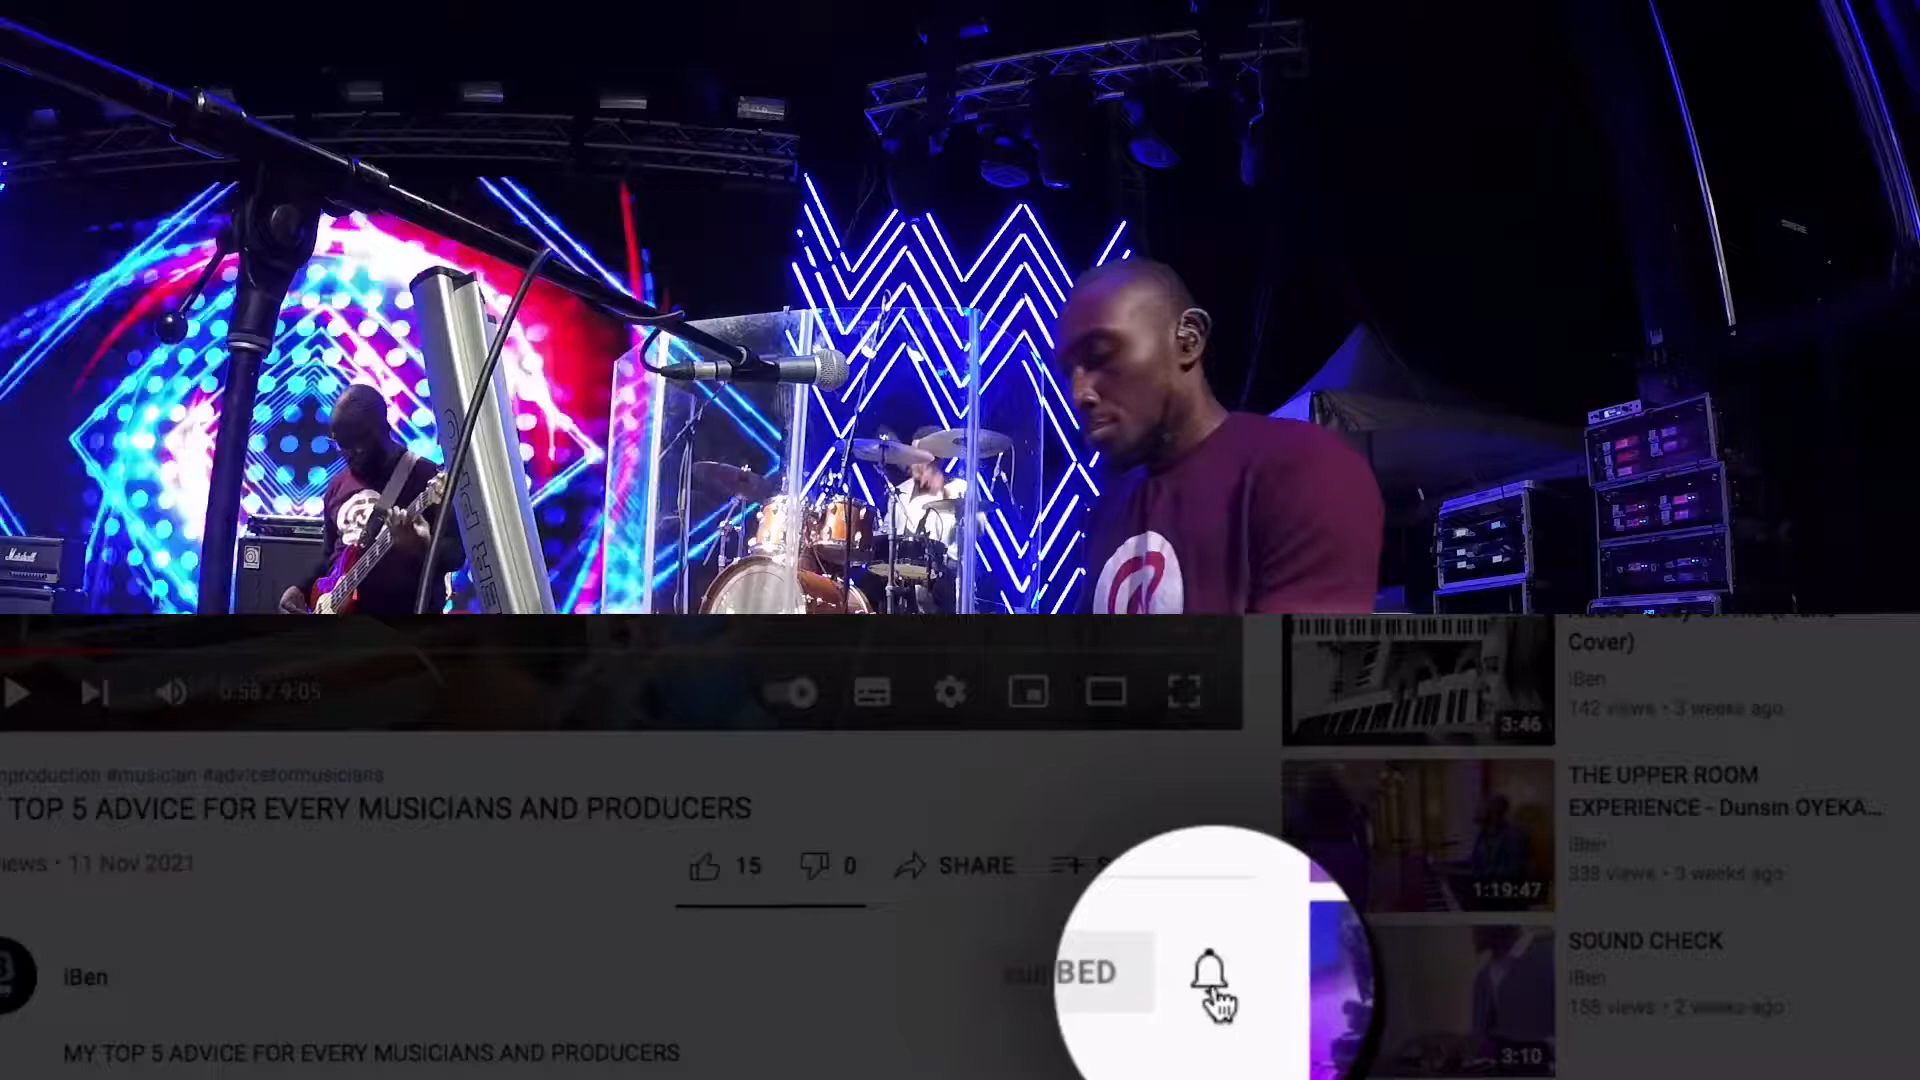 Marshall
Cover)
iBen
142 views • 3 weeks ago
3:46
0:58 / 9:05
#musician #adviceformusicians
TOP 5 ADVICE FOR EVERY MUSICIANS AND PRODUCERS
11 Nov 2021
15
0
SHARE
THE UPPER ROOM
EXPERIENCE - Dunsin OYEKA...
iBen
338 views • 3 weeks ago
1:19:47
BED
iBen
SOUND CHECK
iBen
2 weeks ago
3:10
MY TOP 5 ADVICE FOR EVERY MUSICIANS AND PRODUCERS